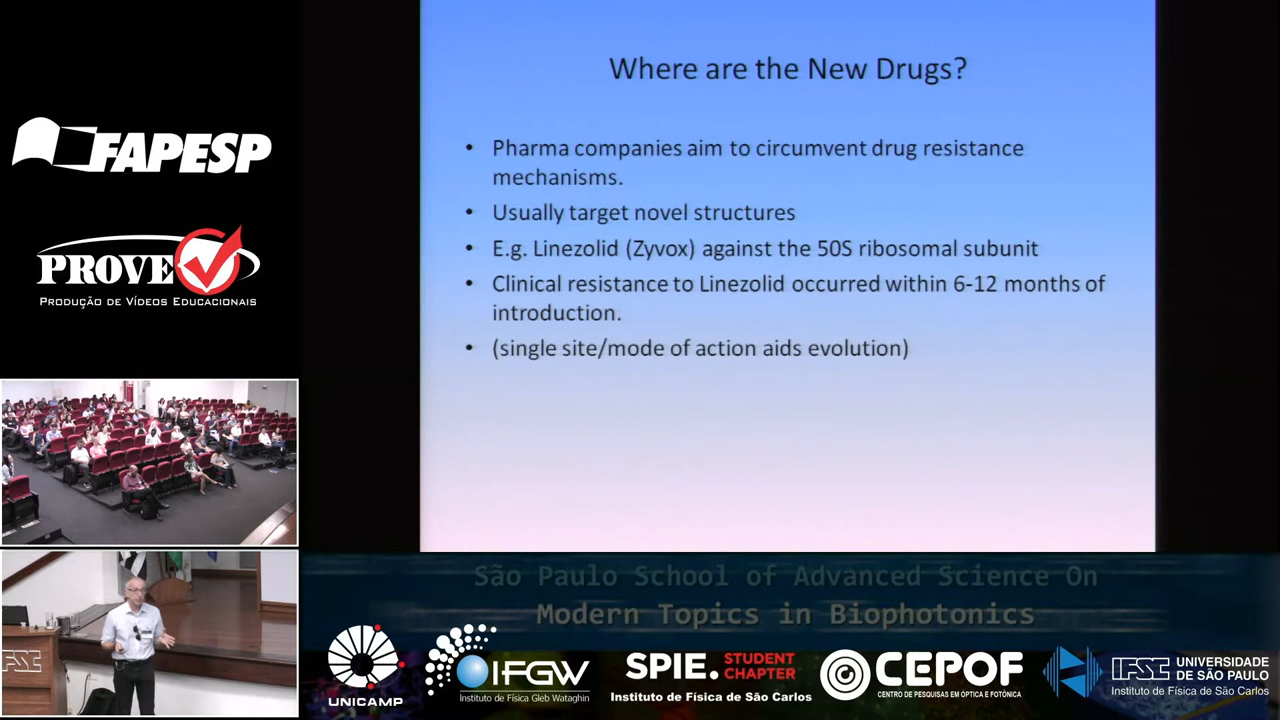 Where are the New Drugs?
• Pharma companies aim to circumvent drug resistance
mechanisms.
• Usually target novel structures
• E.g. Linezolid (Zyvox) against the 50S ribosomal subunit
• Clinical resistance to Linezolid occurred within 6-12 months of
introduction.
• (single site/mode of action aids evolution)
FAPESP
PROVE
PRODUÇÃO DE VÍDEOS EDUCACIONAIS
IFSC
São Paulo School of Advanced Science On
Modern Topics in Biophotonics
UNICAMP
IFGW
Instituto de Física Gleb Wataghin
SPIE. STUDENT
CHAPTER
Instituto de Física de São Carlos
CEPOF
CENTRO DE PESQUISAS EM ÓPTICA E FOTÔNICA
IFSC UNIVERSIDADE
DE SÃO PAULO
Instituto de Física de São Carlos